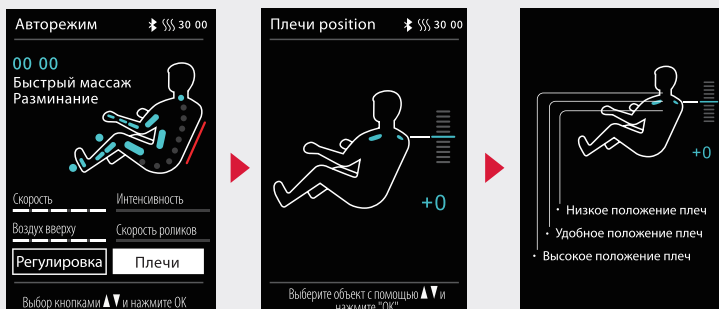 Авторежим 30 00
00 00
Быстрый массаж
Разминание
Скорость Интенсивность
Воздух вверху Скорость роликов
Регулировка Плечи
Выбор кнопками ▲▼ и нажмите OK
Плечи position 30 00
+0
Выберите объект с помощью ▲▼ и
нажмите "OK"
+0
· Низкое положение плеч
· Удобное положение плеч
· Высокое положение плеч